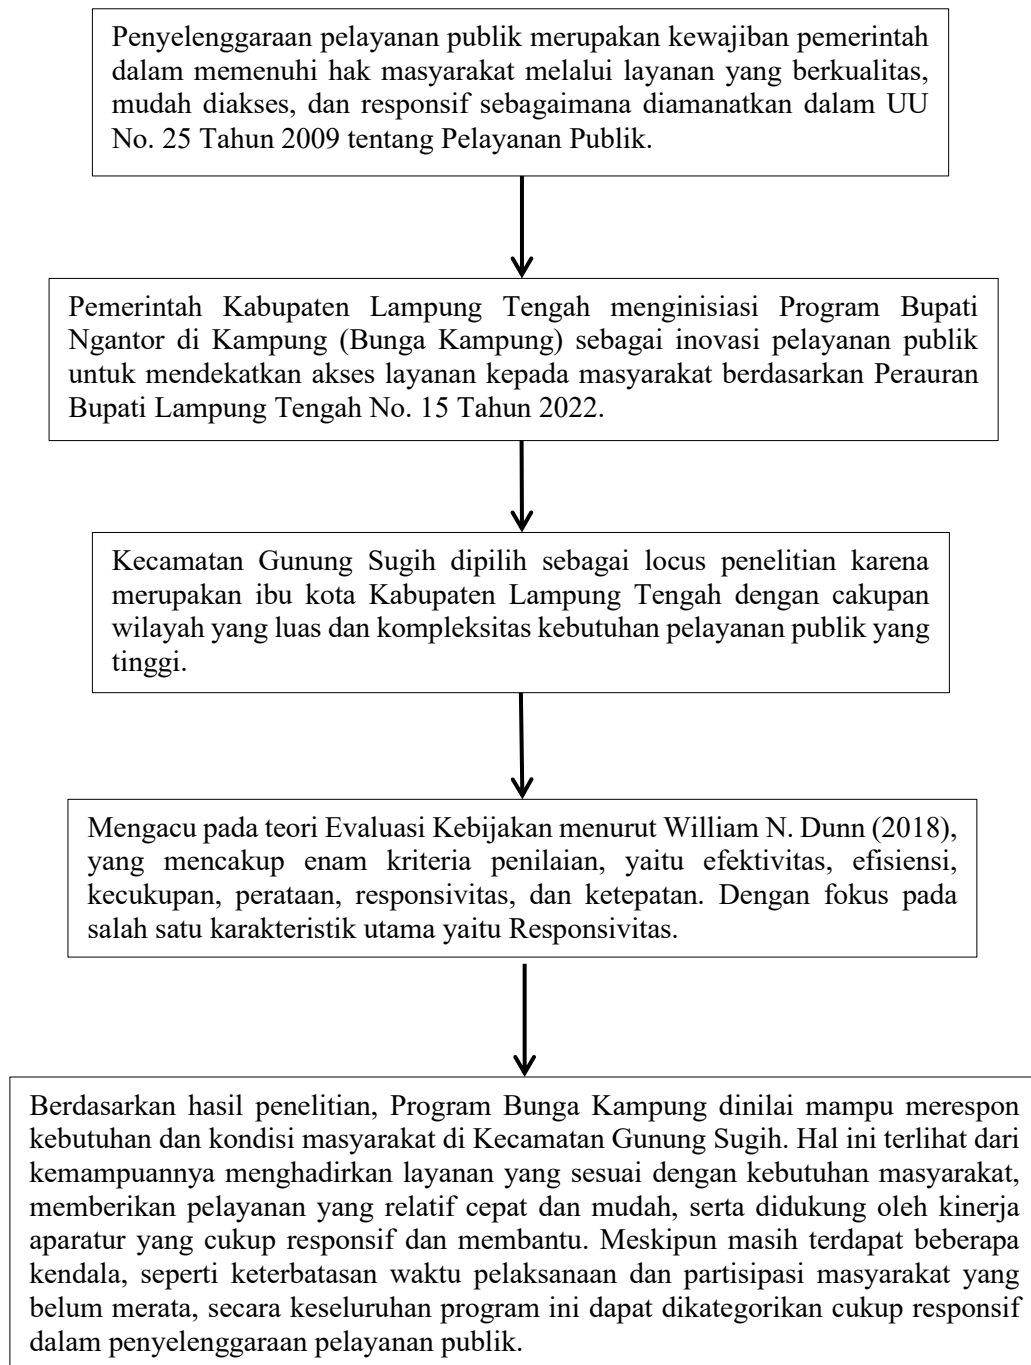 Penyelenggaraan pelayanan publik merupakan kewajiban pemerintah
dalam memenuhi hak masyarakat melalui layanan yang berkualitas,
mudah diakses, dan responsif sebagaimana diamanatkan dalam UU
No. 25 Tahun 2009 tentang Pelayanan Publik.
Pemerintah Kabupaten Lampung Tengah menginisiasi Program Bupati
Ngantor di Kampung (Bunga Kampung) sebagai inovasi pelayanan publik
untuk mendekatkan akses layanan kepada masyarakat berdasarkan Perauran
Bupati Lampung Tengah No. 15 Tahun 2022.
Kecamatan Gunung Sugih dipilih sebagai locus penelitian karena
merupakan ibu kota Kabupaten Lampung Tengah dengan cakupan
wilayah yang luas dan kompleksitas kebutuhan pelayanan publik yang
tinggi.
Mengacu pada teori Evaluasi Kebijakan menurut William N. Dunn (2018),
yang mencakup enam kriteria penilaian, yaitu efektivitas, efisiensi,
kecukupan, perataan, responsivitas, dan ketepatan. Dengan fokus pada
salah satu karakteristik utama yaitu Responsivitas.
Berdasarkan hasil penelitian, Program Bunga Kampung dinilai mampu merespon
kebutuhan dan kondisi masyarakat di Kecamatan Gunung Sugih. Hal ini terlihat dari
kemampuannya menghadirkan layanan yang sesuai dengan kebutuhan masyarakat,
memberikan pelayanan yang relatif cepat dan mudah, serta didukung oleh kinerja
aparatur yang cukup responsif dan membantu. Meskipun masih terdapat beberapa
kendala, seperti keterbatasan waktu pelaksanaan dan partisipasi masyarakat yang
belum merata, secara keseluruhan program ini dapat dikategorikan cukup responsif
dalam penyelenggaraan pelayanan publik.